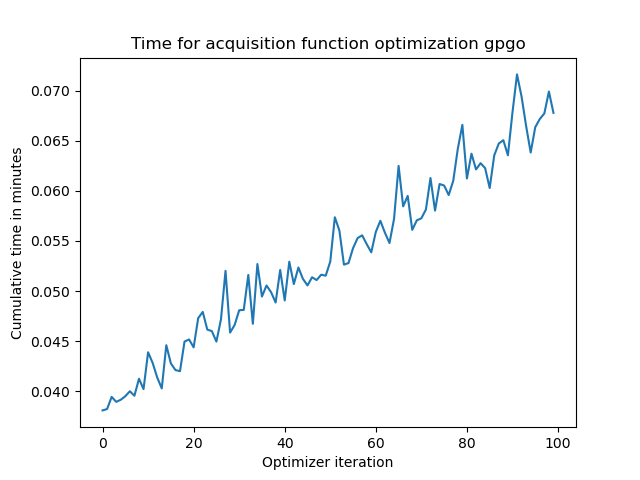 Time for acquisition function optimization gpgo
0.070
0.065
0.060
0.055
0.050
0.045
0.040
Cumulative time in minutes
0 20 40 60 80 100
Optimizer iteration